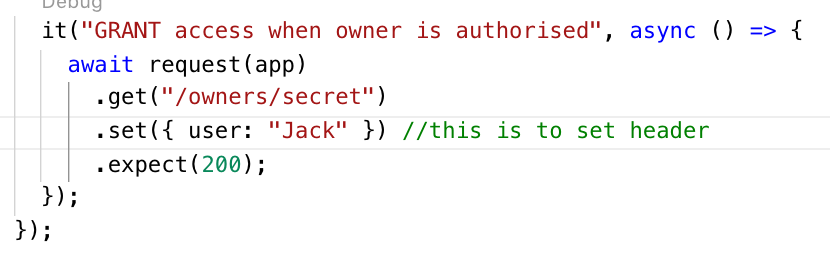 Debug
it("GRANT access when owner is authorised", async () => {
await request(app)
.get("/owners/secret")
.set({ user: "Jack" }) //this is to set header
.expect(200);
});
});